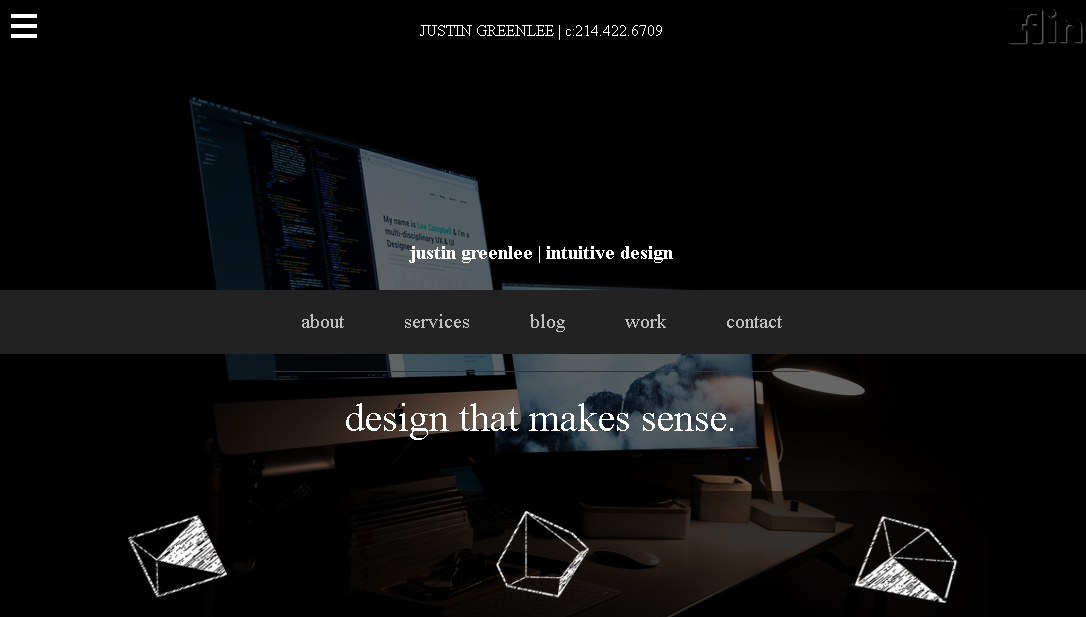 JUSTIN GREENLEE | c:214.422.6709
My name is Lee Campbell & I'm a
multi-disciplinary UX & UI
Designer
justin greenlee | intuitive design
about services blog work contact
design that makes sense.